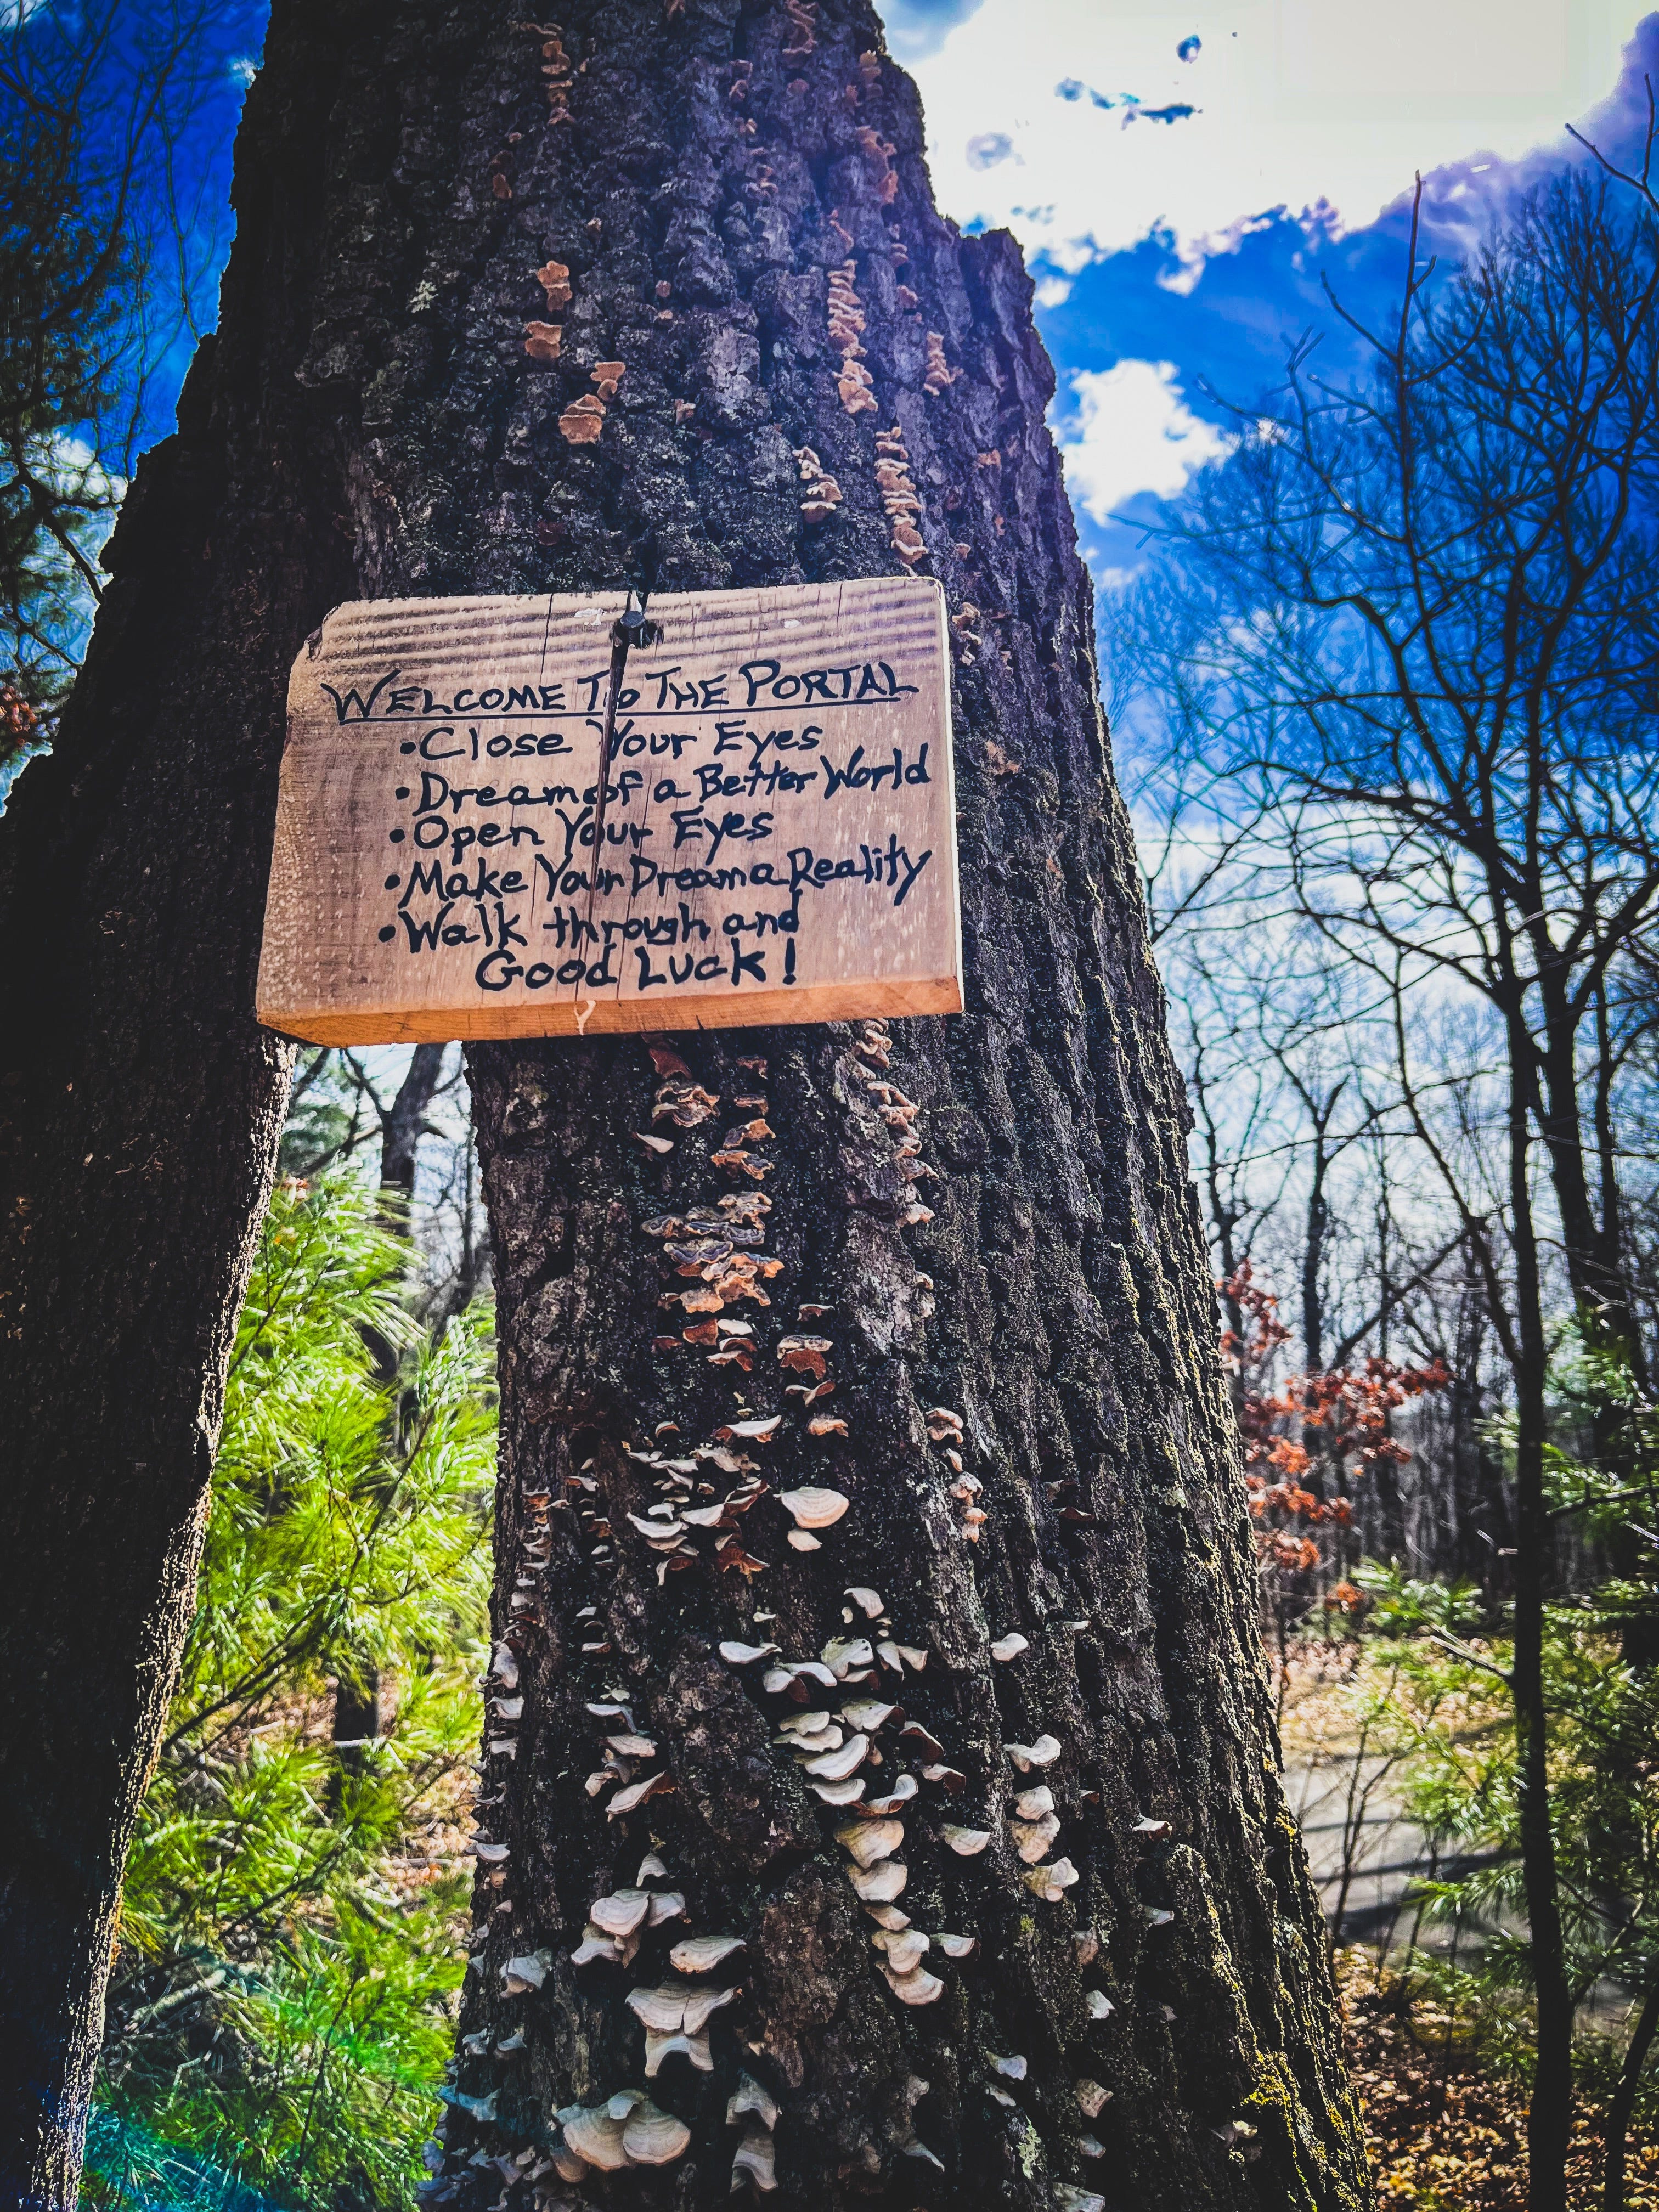 WELCOME TO THE PORTAL
• Close Your Eyes
• Dream of a Better World
• Open Your Eyes
• Make Your Dream a Reality
• Walk through and
Good Luck!